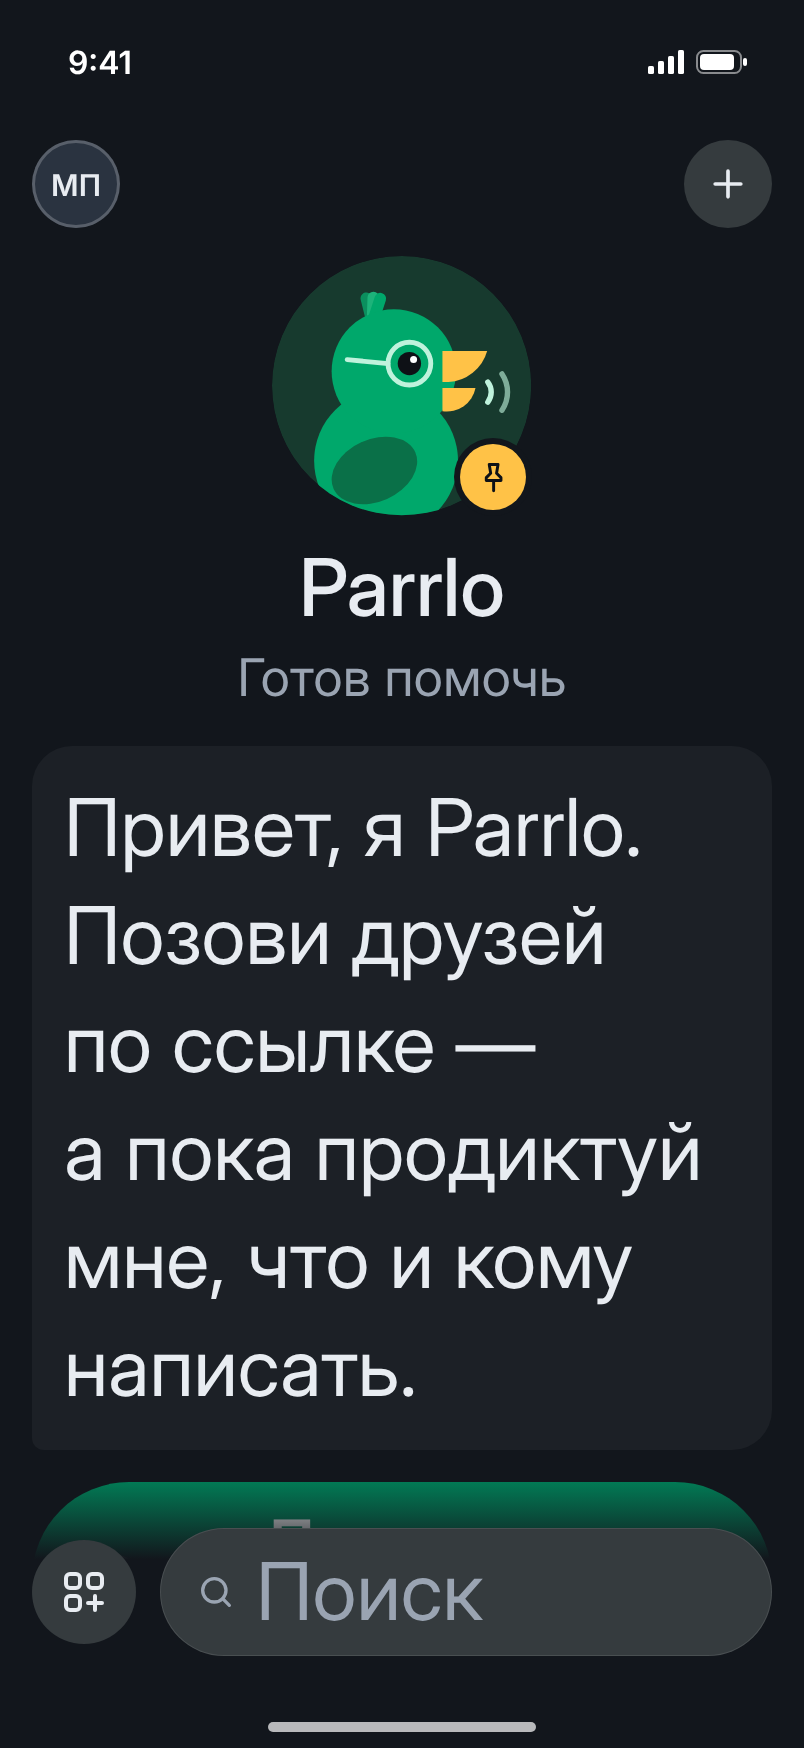 9:41
МП
Parrlo
Готов помочь
Привет, я Parrlo.
Позови друзей
по ссылке —
а пока продиктуй
мне, что и кому
написать.
Поиск